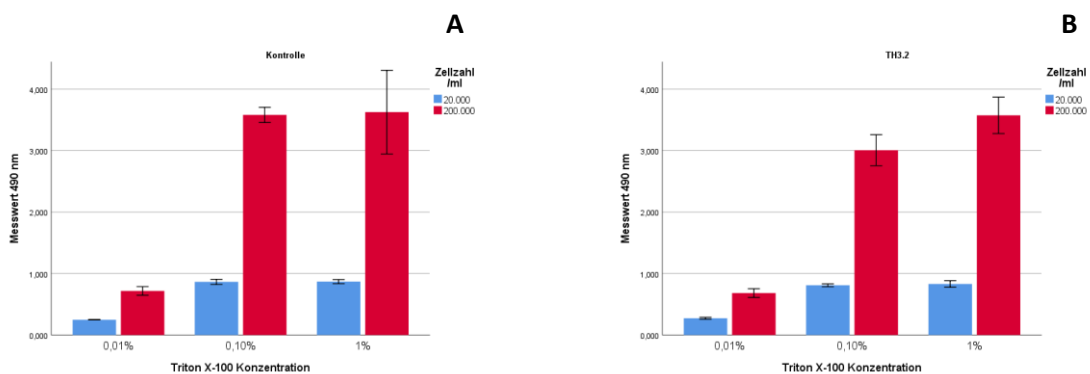 A
Kontrolle
Zellzahl
/ml
20.000
200.000
Messwert 490 nm
4,000
3,000
2,000
1,000
0,000
0,01%
0,10%
1%
Triton X-100 Konzentration
B
TH3.2
Zellzahl
/ml
20.000
200.000
Messwert 490 nm
4,000
3,000
2,000
1,000
0,000
0,01%
0,10%
1%
Triton X-100 Konzentration